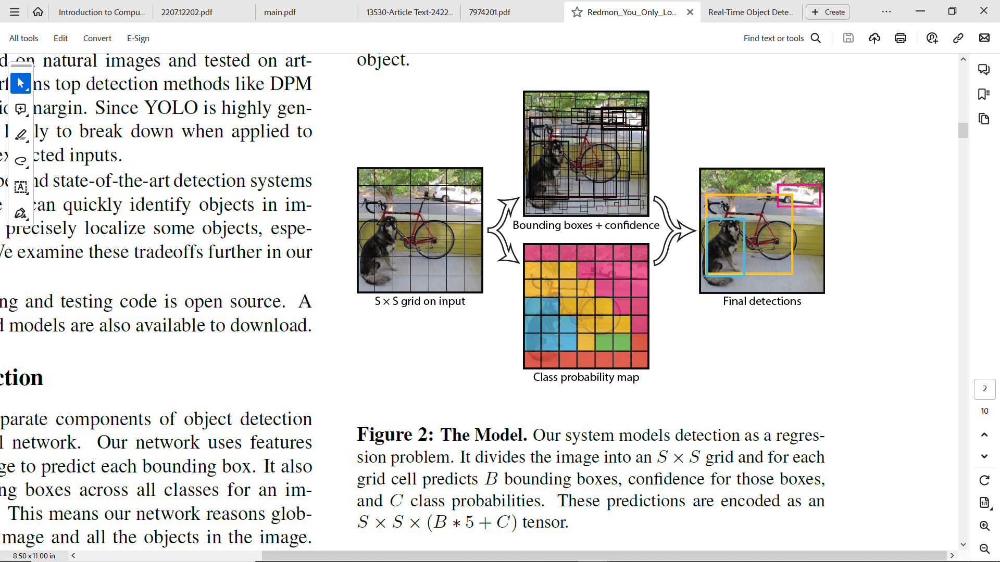 Introduction to Compu...
2207.12202.pdf
main.pdf
13530-Article Text-2422...
7974201.pdf
Redmon_You_Only_Lo...
Real-Time Object Dete...
Create
All tools
Edit
Convert
E-Sign
Find text or tools
d on natural images and tested on art-
ms top detection methods like DPM
margin. Since YOLO is highly gen-
ly to break down when applied to
cted inputs.
nd state-of-the-art detection systems
can quickly identify objects in im-
precisely localize some objects, espe-
We examine these tradeoffs further in our
ng and testing code is open source. A
d models are also available to download.
ction
parate components of object detection
l network. Our network uses features
ge to predict each bounding box. It also
ng boxes across all classes for an im-
This means our network reasons glob-
image and all the objects in the image.
object.
Bounding boxes + confidence
S × S grid on input
Final detections
Class probability map
Figure 2: The Model. Our system models detection as a regres-
sion problem. It divides the image into an S × S grid and for each
grid cell predicts B bounding boxes, confidence for those boxes,
and C class probabilities. These predictions are encoded as an
S × S × (B ∗ 5 + C) tensor.
2
10
8.50 x 11.00 in